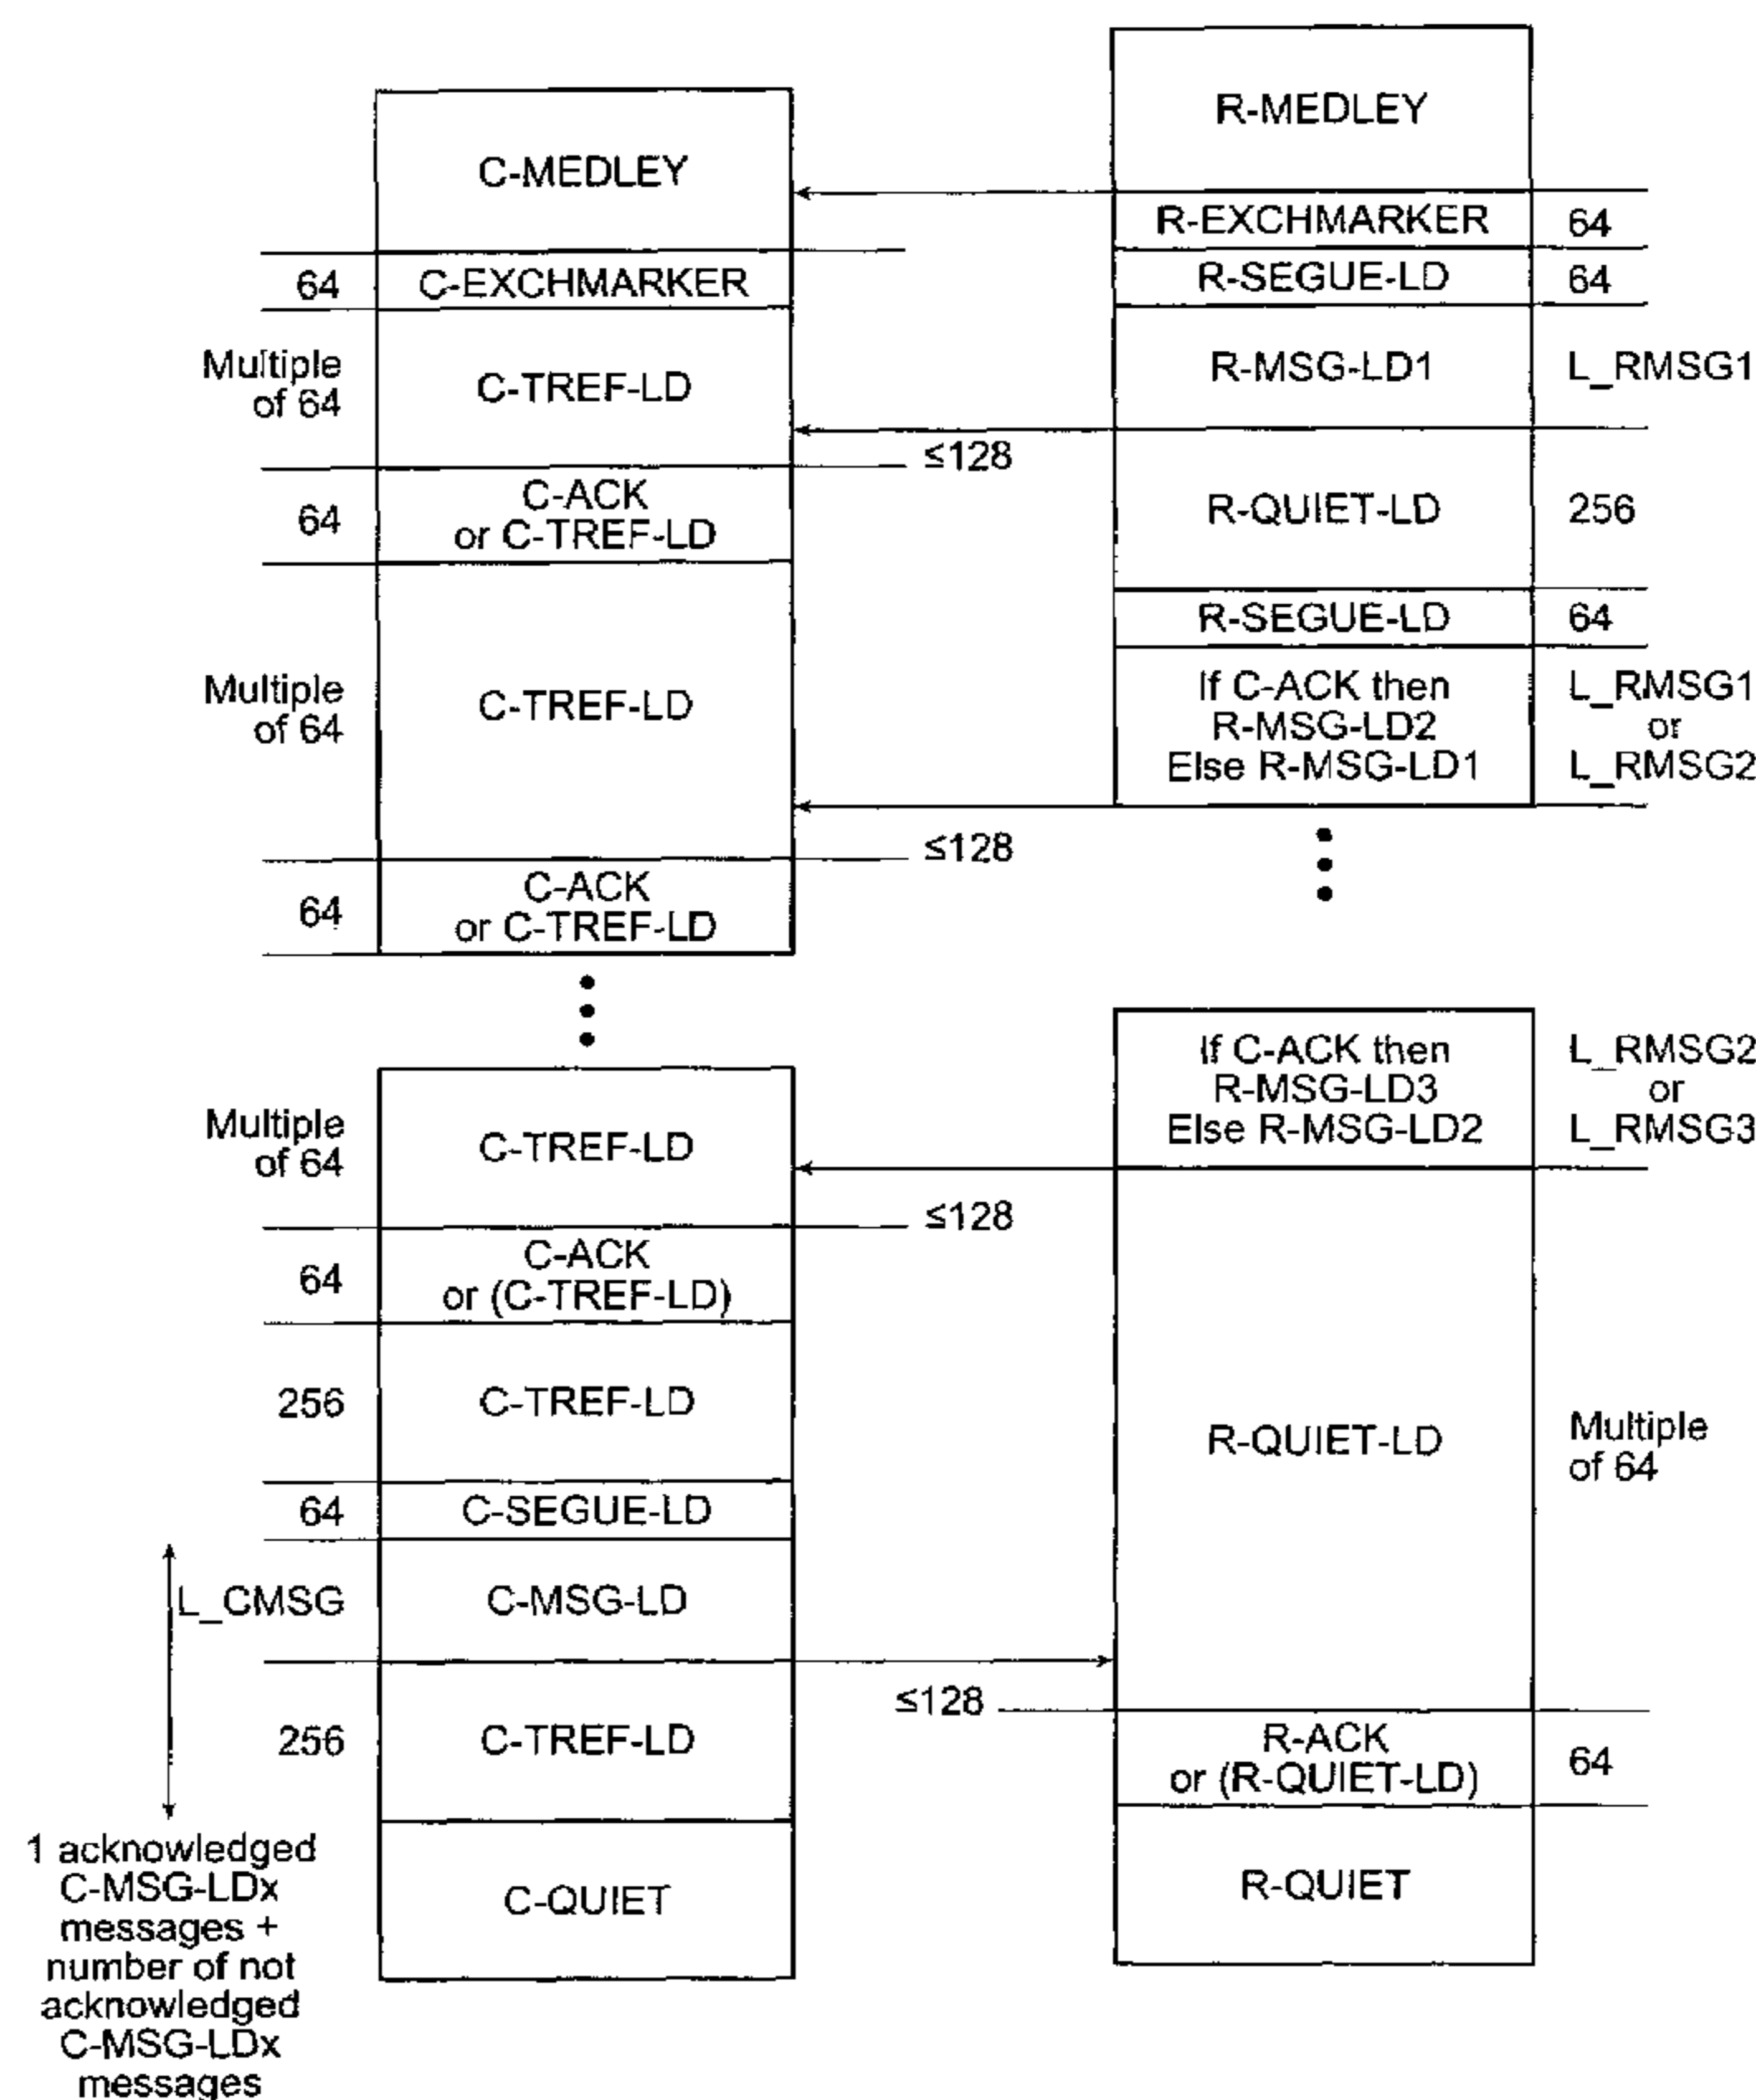 R-MEDLEY
C-MEDLEY
R-EXCHMARKER
64
64
C-EXCHMARKER
R-SEGUE-LD
64
Multiple
of 64
C-TREF-LD
R-MSG-LD1
L_RMSG1
≤128
64
C-ACK
or C-TREF-LD
R-QUIET-LD
256
R-SEGUE-LD
64
Multiple
of 64
C-TREF-LD
If C-ACK then
R-MSG-LD2
Else R-MSG-LD1
L_RMSG1
or
L_RMSG2
≤128
64
C-ACK
or C-TREF-LD
If C-ACK then
R-MSG-LD3
Else R-MSG-LD2
L_RMSG2
or
L_RMSG3
Multiple
of 64
C-TREF-LD
≤128
64
C-ACK
or (C-TREF-LD)
256
C-TREF-LD
R-QUIET-LD
Multiple
of 64
64
C-SEGUE-LD
L_CMSG
C-MSG-LD
≤128
256
C-TREF-LD
R-ACK
or (R-QUIET-LD)
64
1 acknowledged
C-MSG-LDx
messages +
number of not
acknowledged
C-MSG-LDx
messages
C-QUIET
R-QUIET